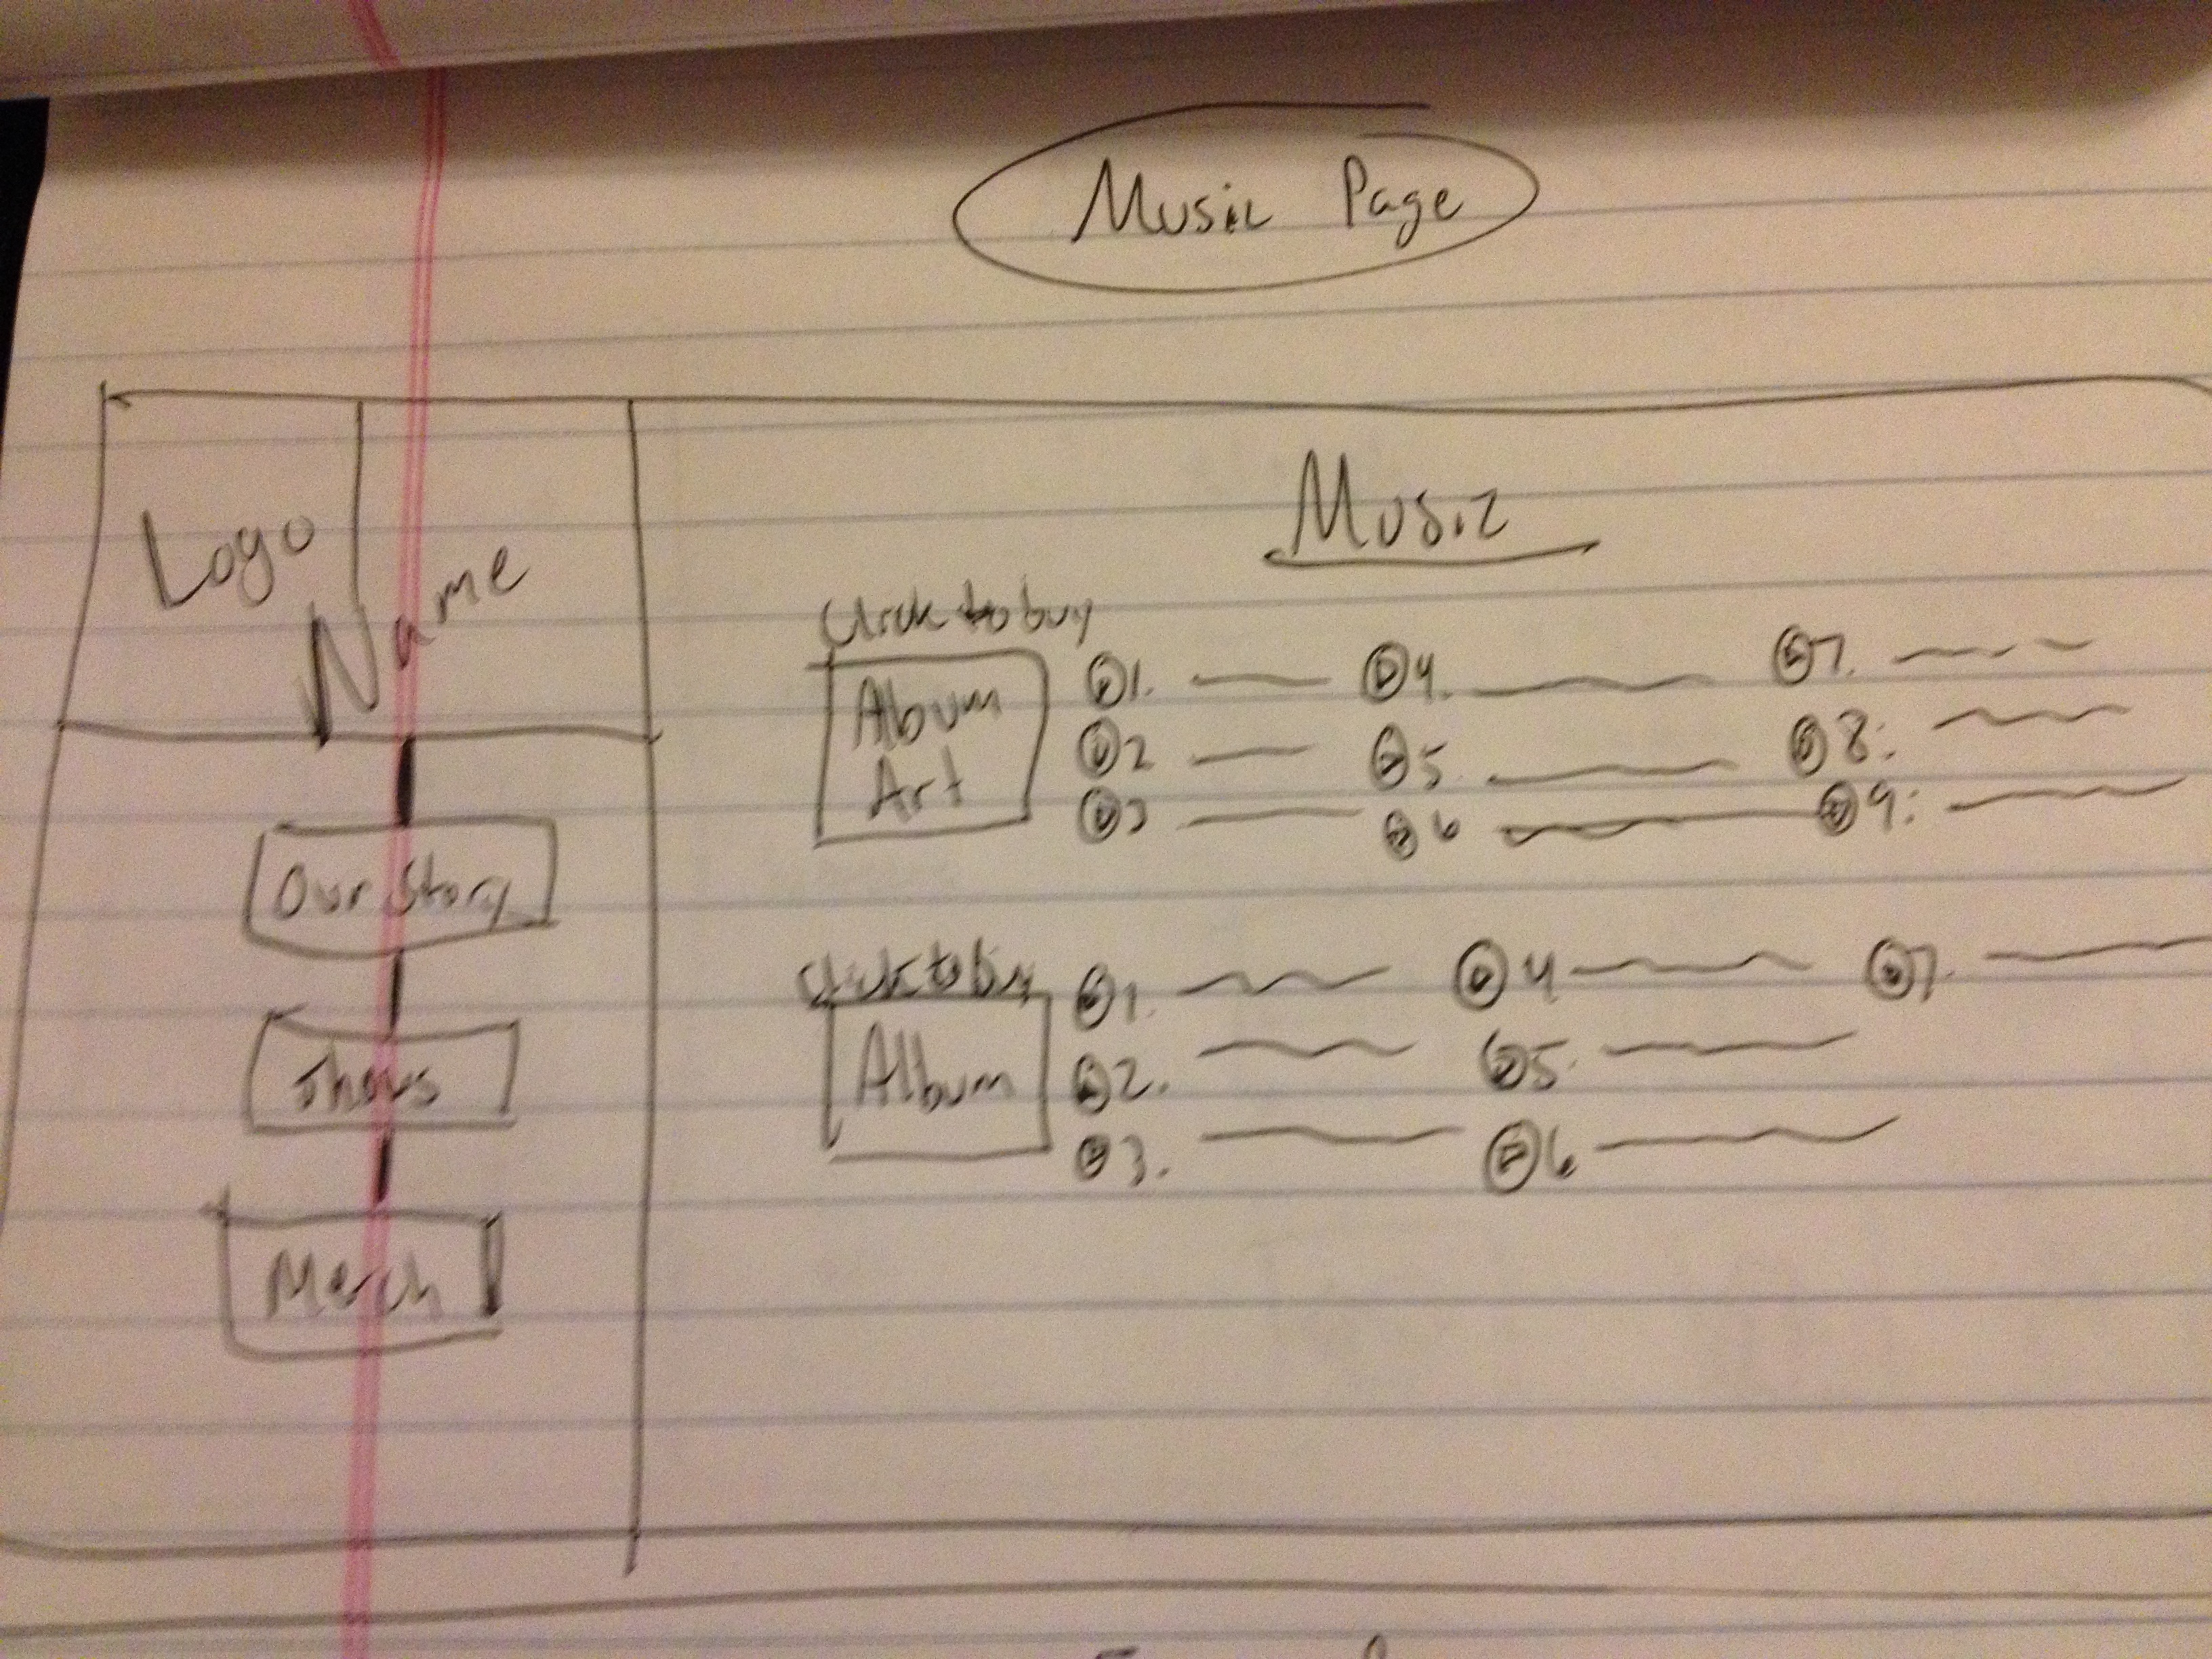 Music Page
Logo
Name
Our Story
Shows
Merch
Music
Click to buy
Album
Art
1. 4. 7.
2 5. 8.
3 6 9.
Click to buy
Album
1. 4 7.
2. 5.
3. 6